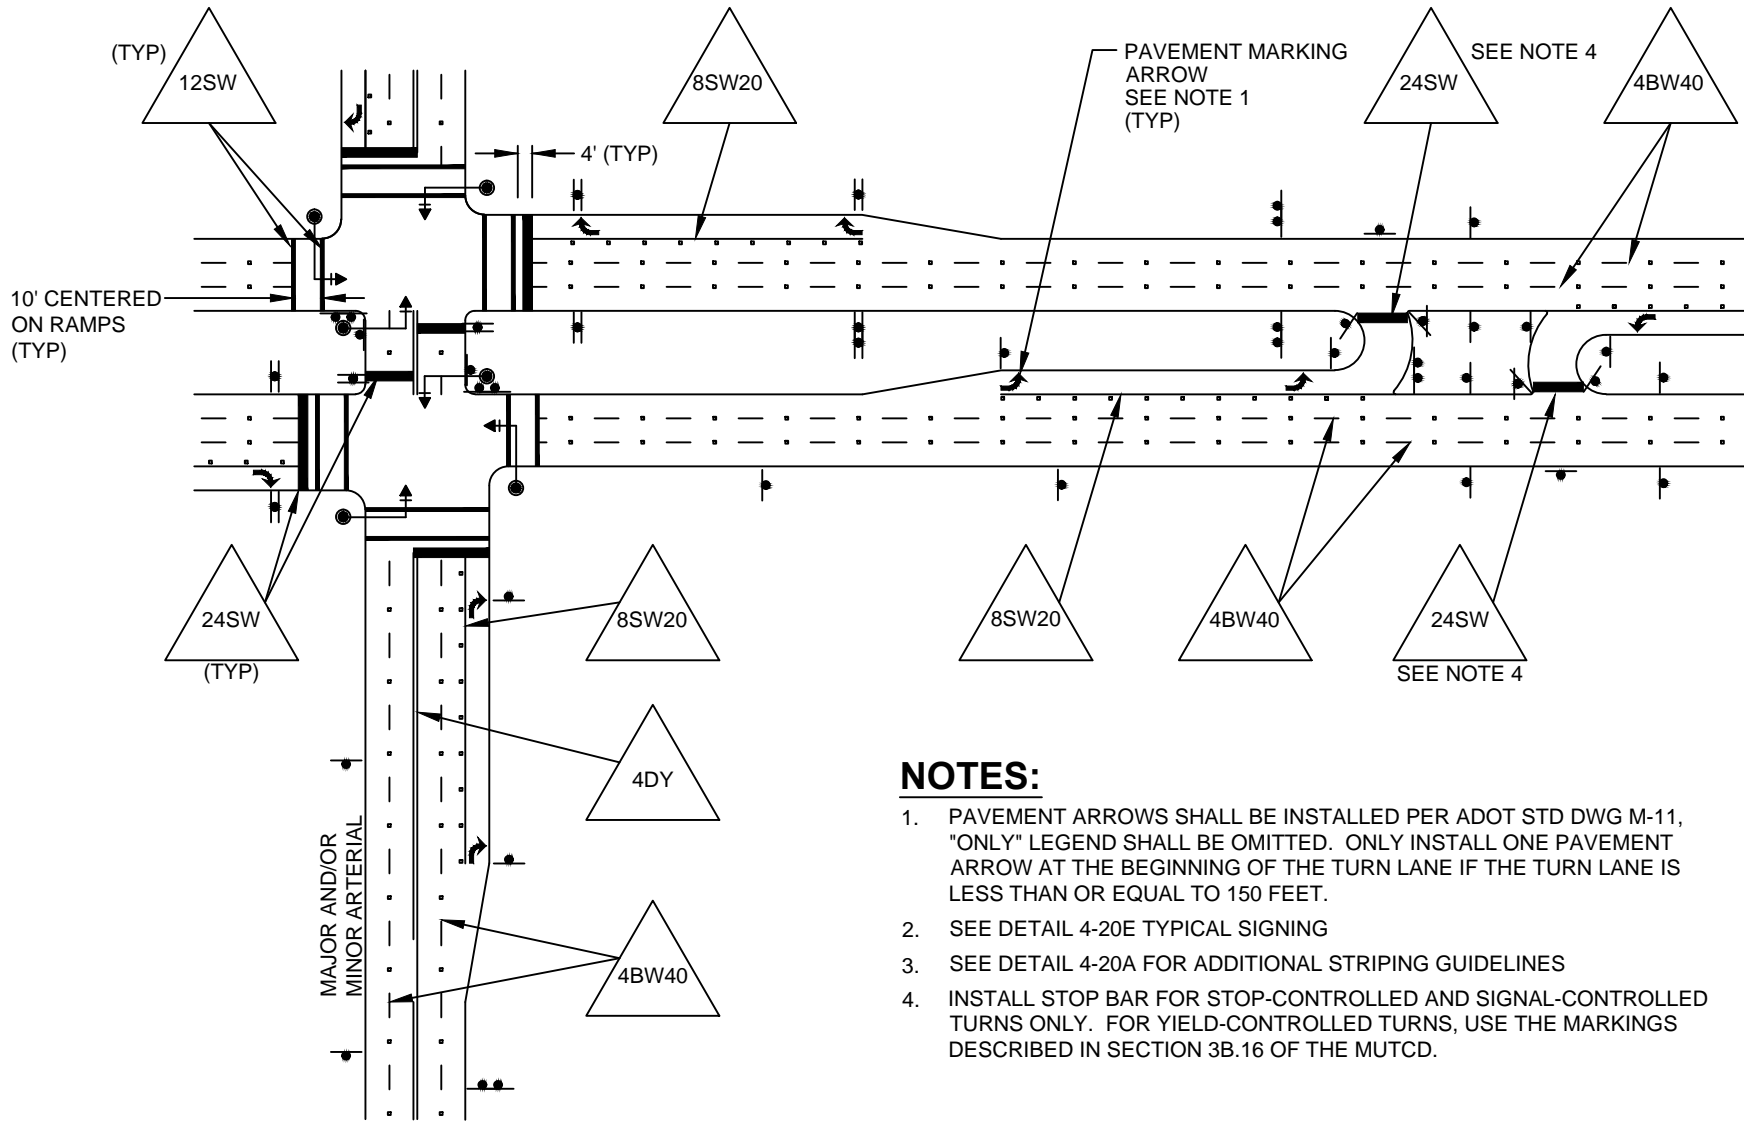 (TYP)
12SW
8SW20
PAVEMENT MARKING
ARROW
SEE NOTE 1
(TYP)
24SW
SEE NOTE 4
4BW40
4' (TYP)
10' CENTERED
ON RAMPS
(TYP)
24SW
(TYP)
8SW20
8SW20
4BW40
24SW
SEE NOTE 4
4DY
4BW40
MAJOR AND/OR
MINOR ARTERIAL
NOTES:
1. PAVEMENT ARROWS SHALL BE INSTALLED PER ADOT STD DWG M-11,
"ONLY" LEGEND SHALL BE OMITTED. ONLY INSTALL ONE PAVEMENT
ARROW AT THE BEGINNING OF THE TURN LANE IF THE TURN LANE IS
LESS THAN OR EQUAL TO 150 FEET.
2. SEE DETAIL 4-20E TYPICAL SIGNING
3. SEE DETAIL 4-20A FOR ADDITIONAL STRIPING GUIDELINES
4. INSTALL STOP BAR FOR STOP-CONTROLLED AND SIGNAL-CONTROLLED
TURNS ONLY. FOR YIELD-CONTROLLED TURNS, USE THE MARKINGS
DESCRIBED IN SECTION 3B.16 OF THE MUTCD.